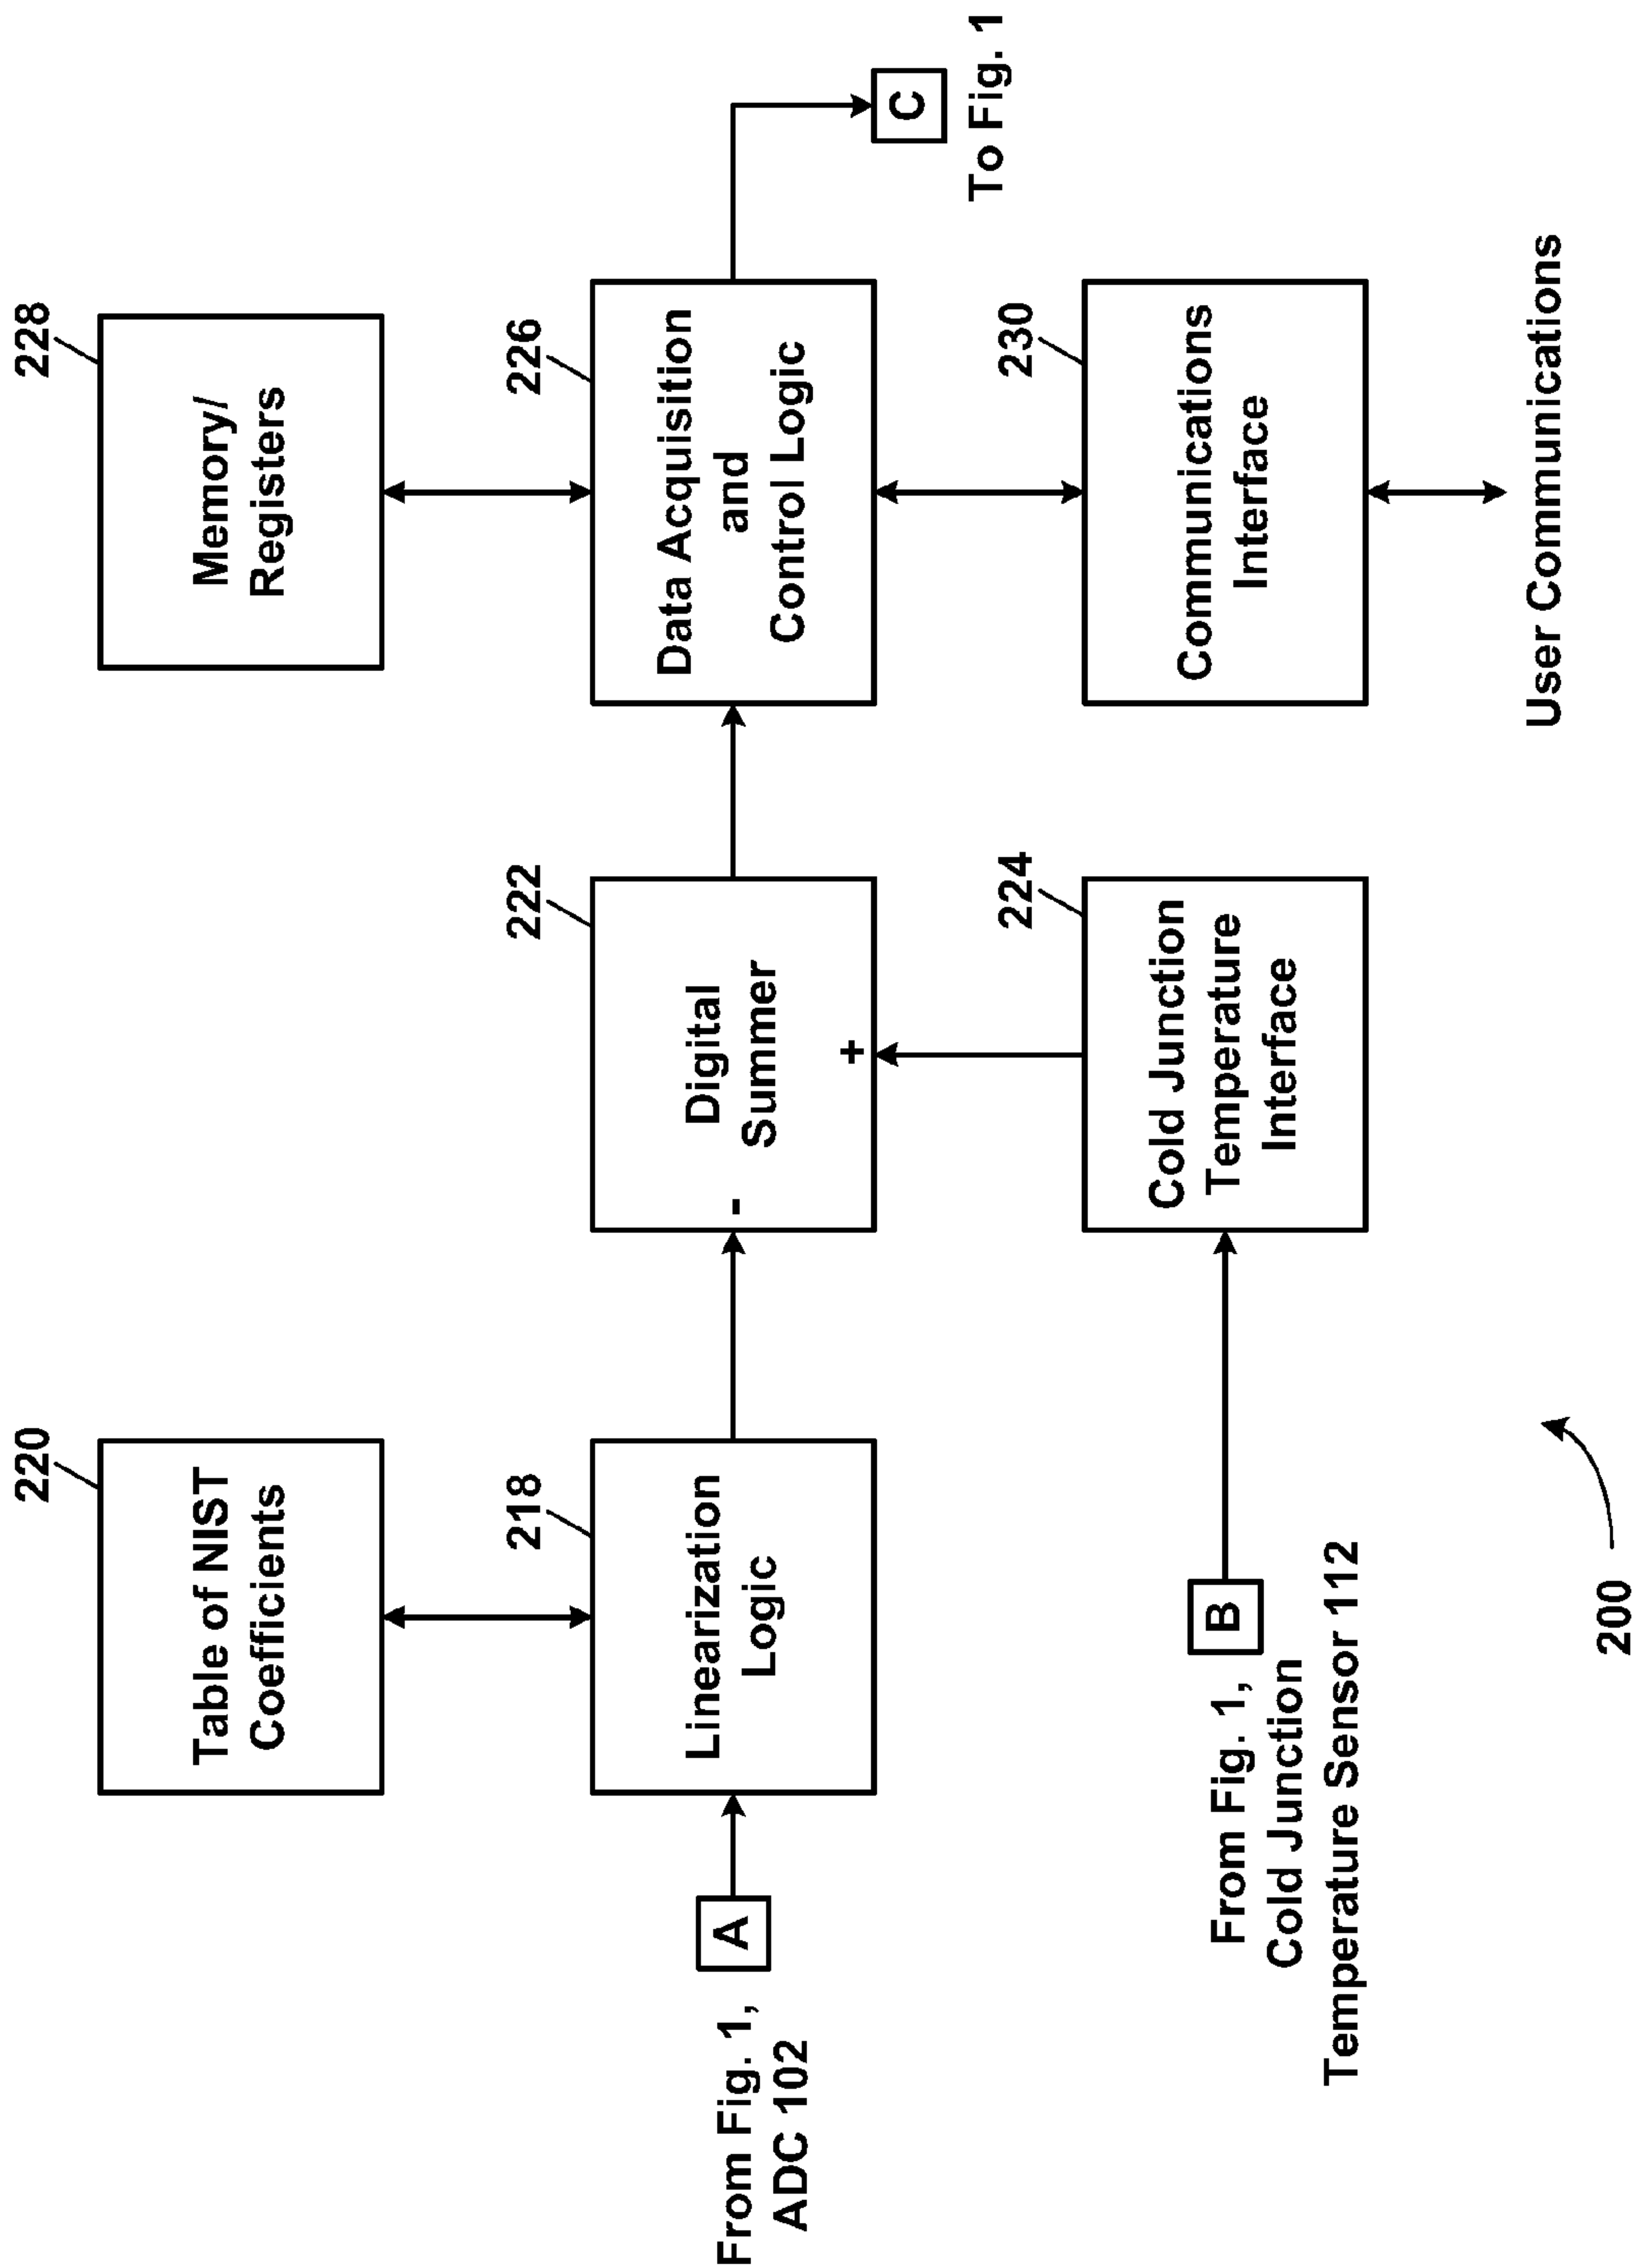 220
Table of NIST
Coefficients
228
Memory/
Registers
218
Linearization
Logic
222
Digital
Summer
-
+
226
Data Acquisition
and
Control Logic
A
From Fig. 1,
ADC 102
C
To Fig. 1
224
Cold Junction
Temperature
Interface
230
Communications
Interface
B
From Fig. 1,
Cold Junction
Temperature Sensor 112
User Communications
200